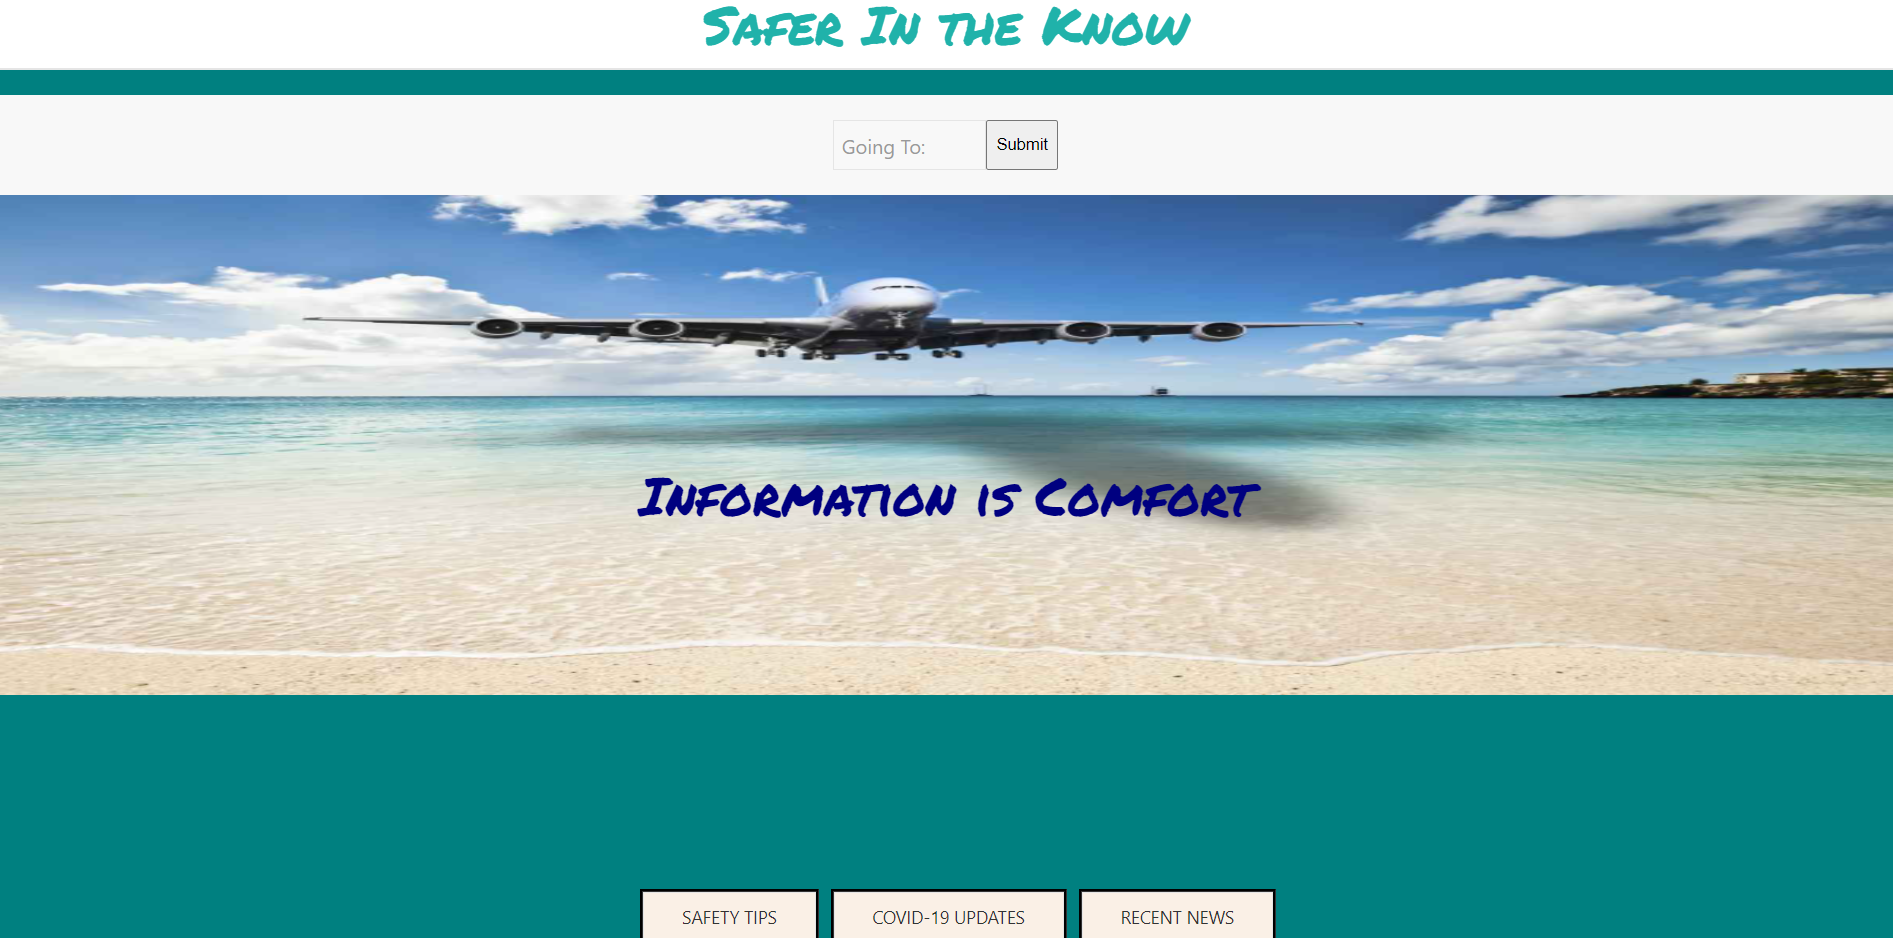 Safer In the Know
Going To:
Submit
Information is Comfort
SAFETY TIPS
COVID-19 UPDATES
RECENT NEWS